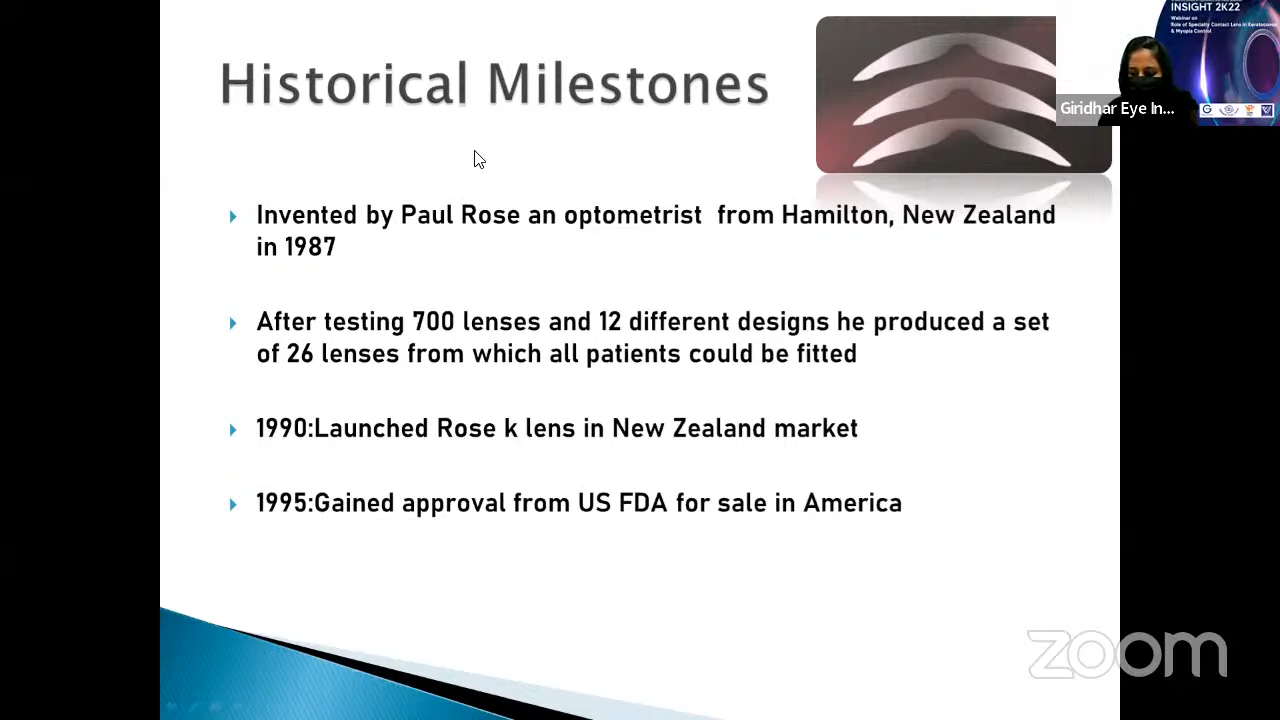 INSIGHT 2K22
Webinar on
Role of Specialty Contact Lens in Keratoconus
& Myopia Control
Giridhar Eye In...
Historical Milestones
Invented by Paul Rose an optometrist from Hamilton, New Zealand
in 1987
After testing 700 lenses and 12 different designs he produced a set
of 26 lenses from which all patients could be fitted
1990:Launched Rose k lens in New Zealand market
1995:Gained approval from US FDA for sale in America
zoom